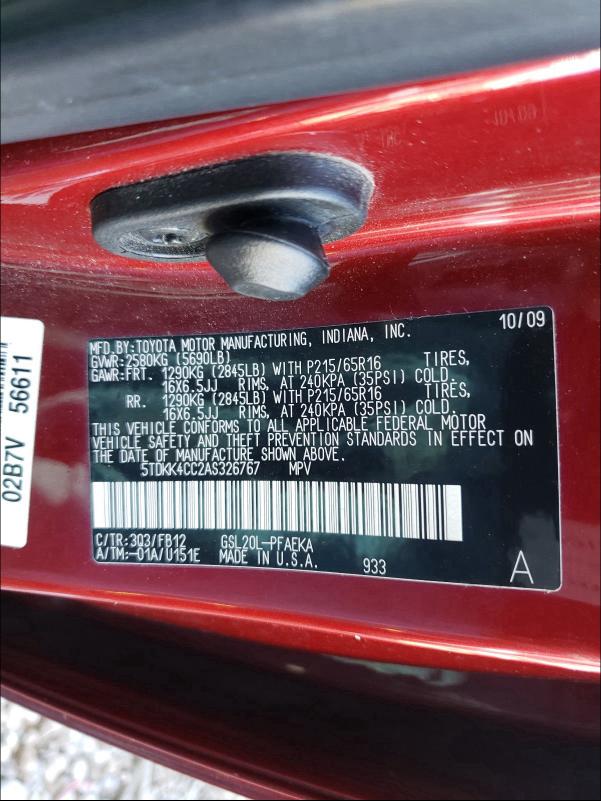 10/09
MFD.BY:TOYOTA MOTOR MANUFACTURING, INDIANA, INC.
GVWR:2580KG (5690LB)
GAWR:FRT. 1290KG (2845LB) WITH P215/65R16 TIRES,
16X6.5JJ RIMS, AT 240KPA (35PSI) COLD.
RR. 1290KG (2845LB) WITH P215/65R16 TIRES,
16X6.5JJ RIMS, AT 240KPA (35PSI) COLD.
THIS VEHICLE CONFORMS TO ALL APPLICABLE FEDERAL MOTOR
VEHICLE SAFETY AND THEFT PREVENTION STANDARDS IN EFFECT ON
THE DATE OF MANUFACTURE SHOWN ABOVE.
5TDKK4CC2AS326767 MPV
C/TR:3Q3/FB12 GSL20L-PFAEKA
A/TM:-01A/U151E MADE IN U.S.A. 933 A
02B7V 56611